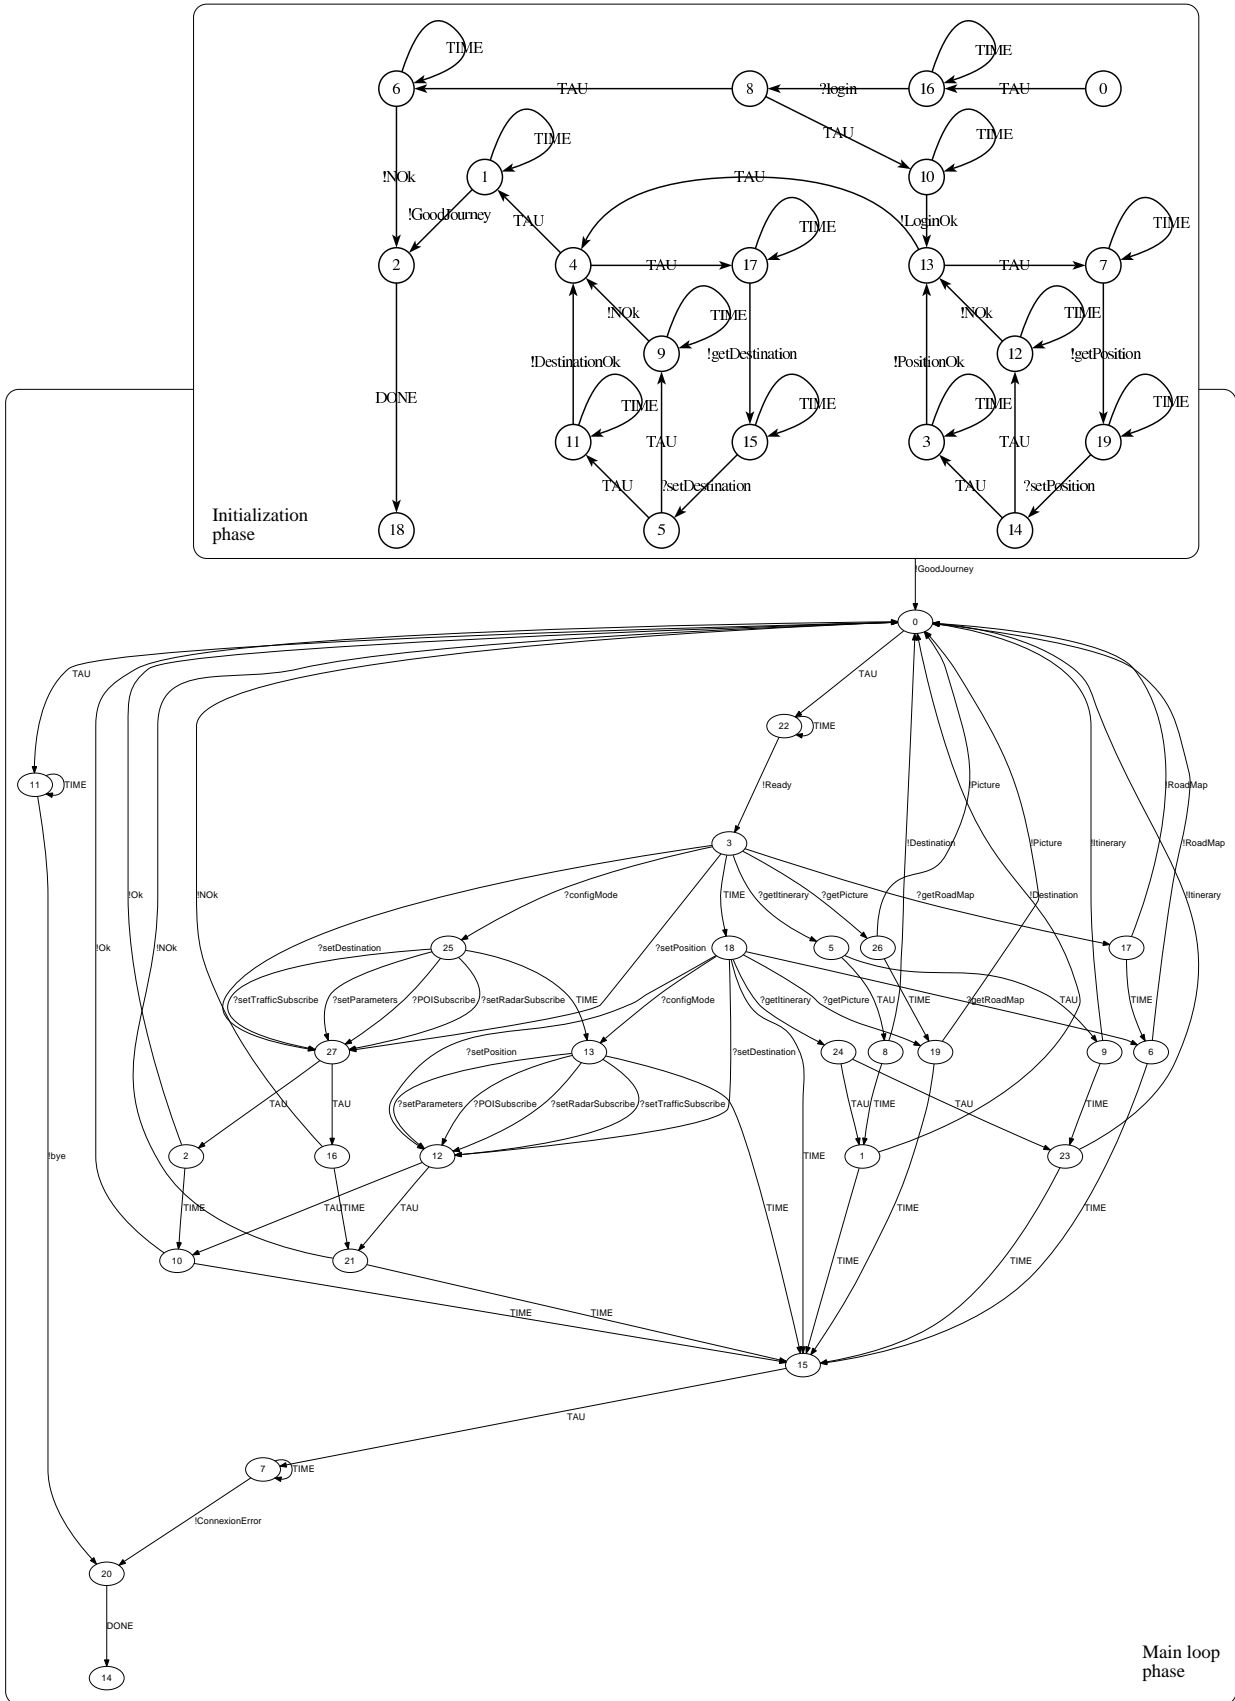 TIME
TIME
6
TAU
8
?login
16
TAU
0
TIME
TAU
TIME
!NOk
1
TAU
10
!GoodJourney
TAU
TIME
!LoginOk
TIME
2
4
TAU
17
13
TAU
7
!NOk
TIME
!NOk
TIME
!DestinationOk
9
!getDestination
!PositionOk
12
!getPosition
DONE
TIME
TIME
TIME
TIME
11
TAU
15
3
TAU
19
TAU
?setDestination
TAU
?setPosition
Initialization
phase
18
5
14
!GoodJourney
0
TAU
TAU
22
TIME
11
TIME
!Ready
!Picture
!RoadMap
3
!Destination
!Picture
!Itinerary
!RoadMap
!Ok
!NOk
?configMode
TIME
?getItinerary
?getPicture
?getRoadMap
!Destination
!Itinerary
!Ok
!NOk
?setDestination
25
?setPosition
18
5
26
17
?setTrafficSubscribe
?setParameters
?POISubscribe
?setRadarSubscribe
TIME
?configMode
?getItinerary
?getPicture
TAU
TIME
?getRoadMap
TAU
TIME
27
?setPosition
13
?setDestination
24
8
19
9
6
TAU
TAU
?setParameters
?POISubscribe
?setRadarSubscribe
?setTrafficSubscribe
TAU
TIME
TAU
TIME
!bye
2
16
12
TIME
1
23
TIME
TAU
TIME
TAU
TIME
TIME
TIME
10
21
TIME
TIME
TIME
TIME
15
TAU
7
TIME
!ConnexionError
20
DONE
14
Main loop
phase